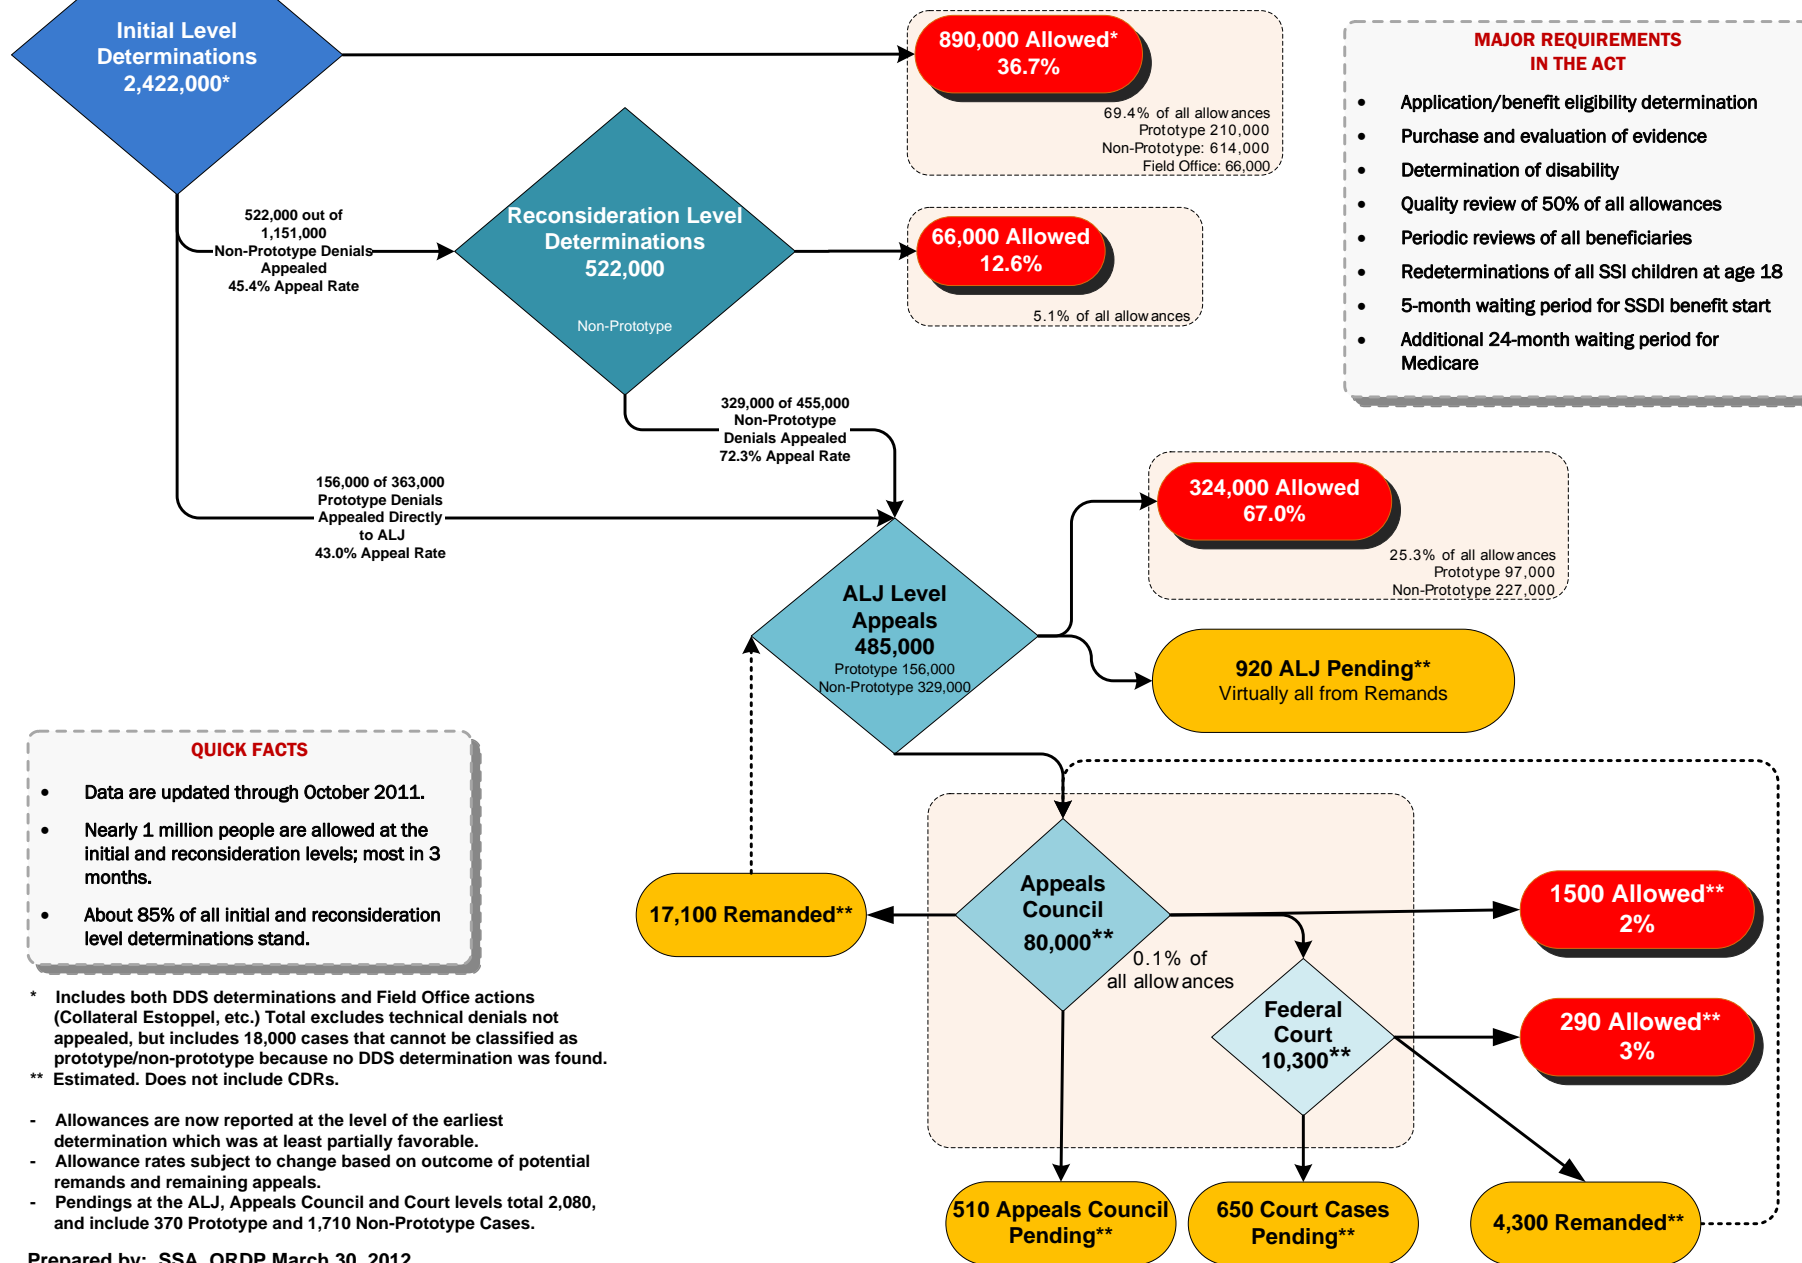 Initial Level
Determinations
2,422,000*
890,000 Allowed*
36.7%
69.4% of all allowances
Prototype 210,000
Non-Prototype: 614,000
Field Office: 66,000
MAJOR REQUIREMENTS
IN THE ACT
• Application/benefit eligibility determination
• Purchase and evaluation of evidence
• Determination of disability
• Quality review of 50% of all allowances
• Periodic reviews of all beneficiaries
• Redeterminations of all SSI children at age 18
• 5-month waiting period for SSDI benefit start
• Additional 24-month waiting period for
Medicare
522,000 out of
1,151,000
Non-Prototype Denials
Appealed
45.4% Appeal Rate
Reconsideration Level
Determinations
522,000
Non-Prototype
66,000 Allowed
12.6%
5.1% of all allowances
329,000 of 455,000
Non-Prototype
Denials Appealed
72.3% Appeal Rate
156,000 of 363,000
Prototype Denials
Appealed Directly
to ALJ
43.0% Appeal Rate
324,000 Allowed
67.0%
25.3% of all allowances
Prototype 97,000
Non-Prototype 227,000
ALJ Level
Appeals
485,000
Prototype 156,000
Non-Prototype 329,000
920 ALJ Pending**
Virtually all from Remands
QUICK FACTS
• Data are updated through October 2011.
• Nearly 1 million people are allowed at the
initial and reconsideration levels; most in 3
months.
• About 85% of all initial and reconsideration
level determinations stand.
17,100 Remanded**
Appeals
Council
80,000**
0.1% of
all allowances
1500 Allowed**
2%
Federal
Court
10,300**
290 Allowed**
3%
510 Appeals Council
Pending**
650 Court Cases
Pending**
4,300 Remanded**
* Includes both DDS determinations and Field Office actions
(Collateral Estoppel, etc.) Total excludes technical denials not
appealed, but includes 18,000 cases that cannot be classified as
prototype/non-prototype because no DDS determination was found.
** Estimated. Does not include CDRs.
- Allowances are now reported at the level of the earliest
determination which was at least partially favorable.
- Allowance rates subject to change based on outcome of potential
remands and remaining appeals.
- Pendings at the ALJ, Appeals Council and Court levels total 2,080,
and include 370 Prototype and 1,710 Non-Prototype Cases.
Prepared by: SSA, ORDP March 30, 2012